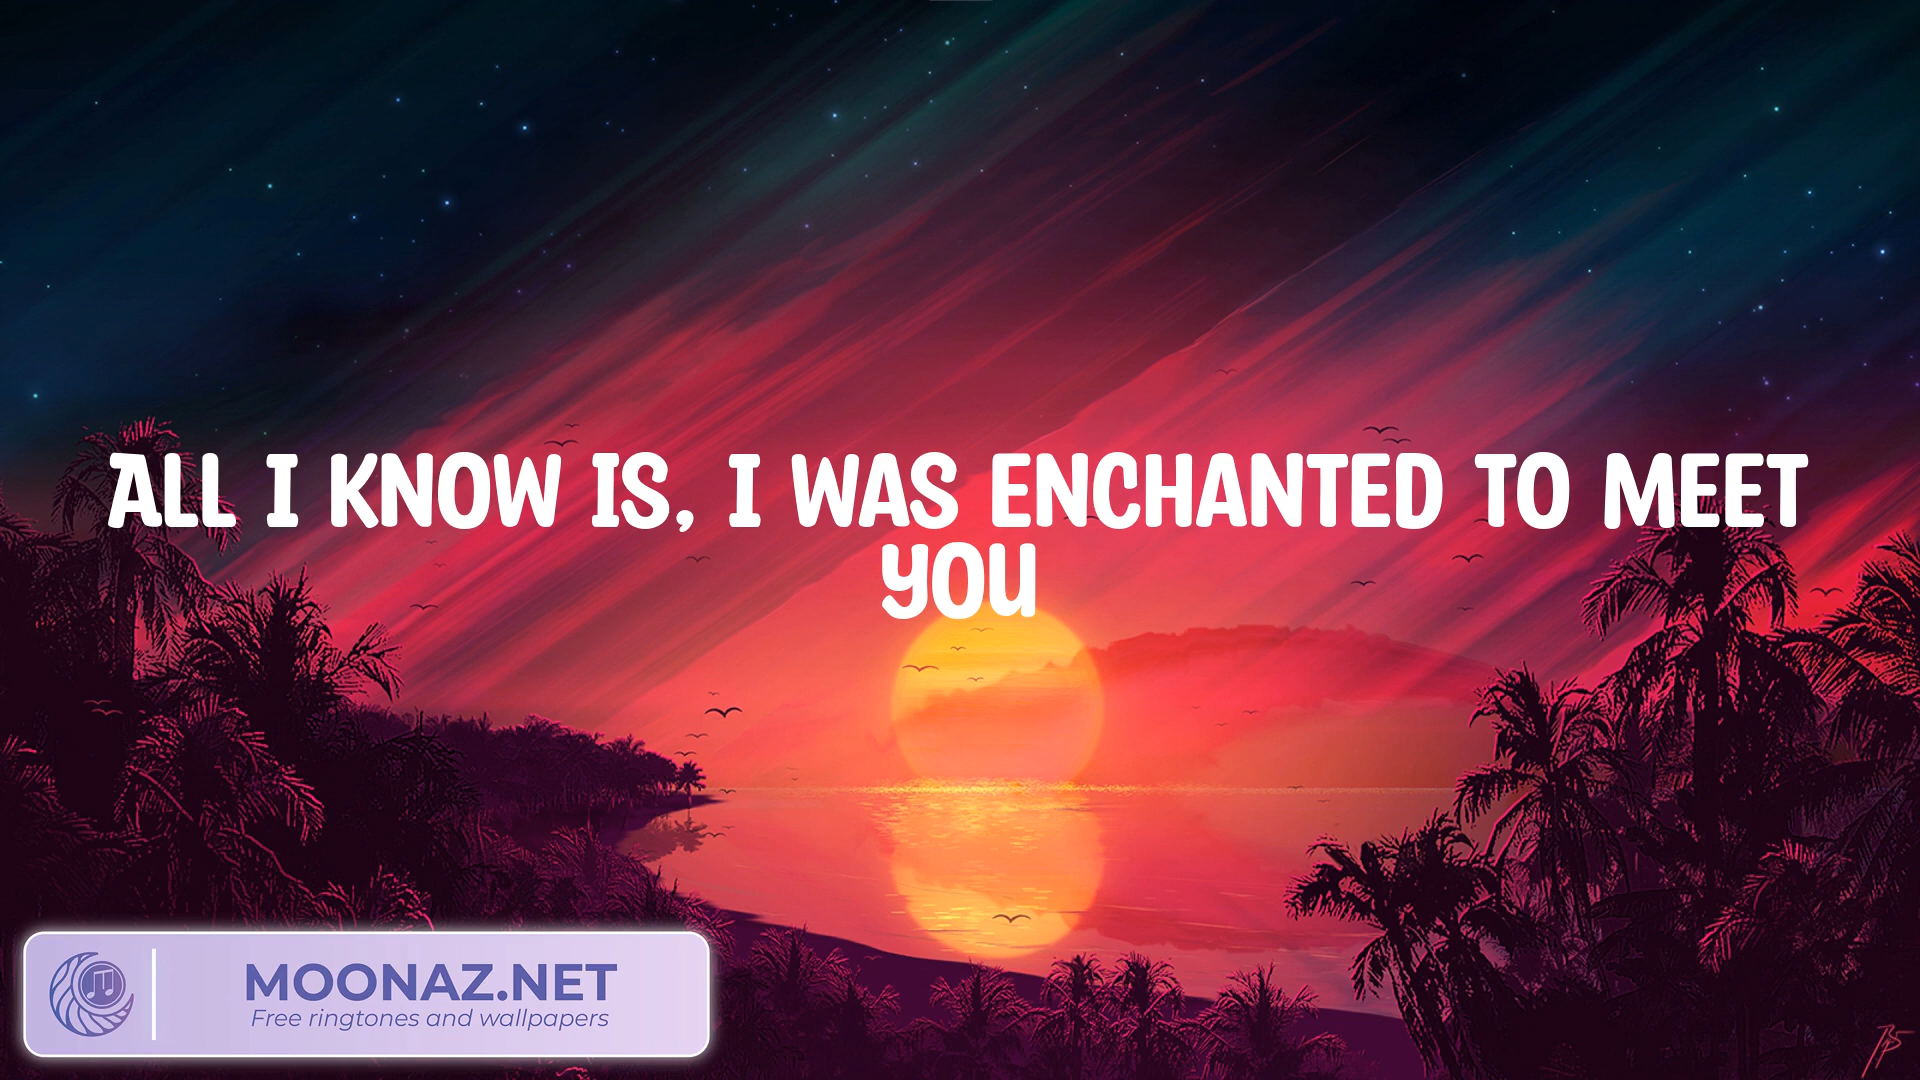 ALL I KNOW IS, I WAS ENCHANTED TO MEET
YOU
MOONAZ.NET
Free ringtones and wallpapers